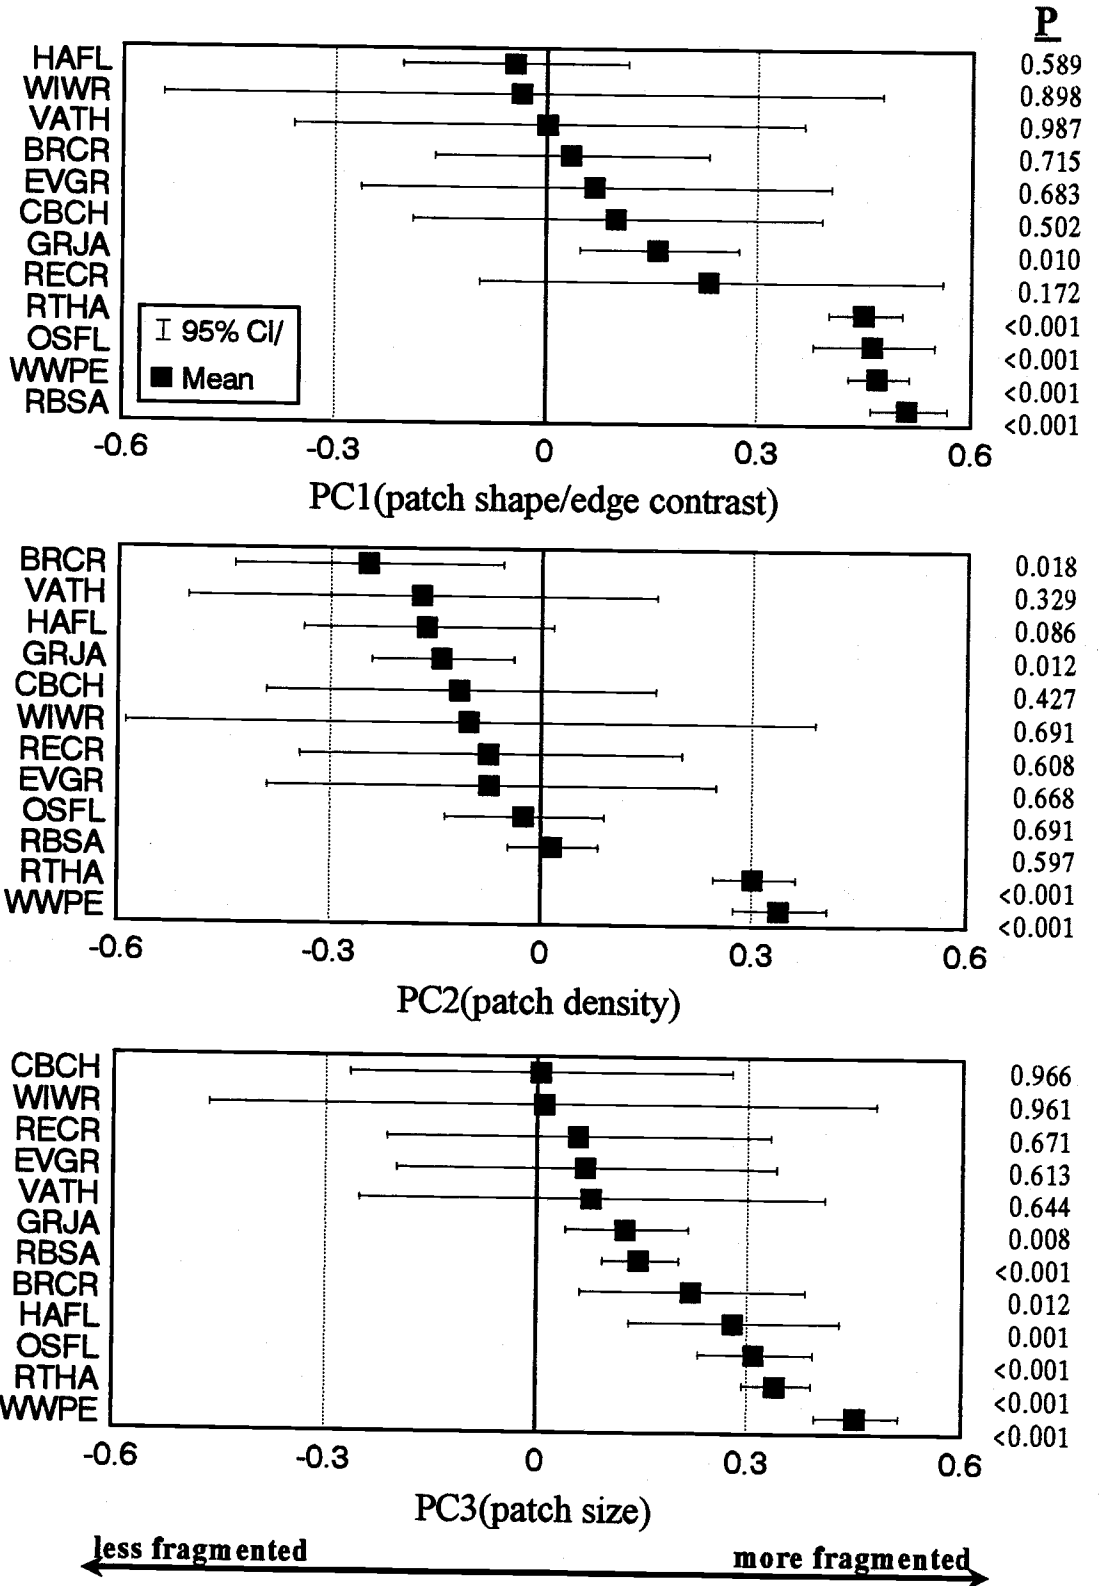 P
HAFL 0.589
WIWR 0.898
VATH 0.987
BRCR 0.715
EVGR 0.683
CBCH 0.502
GRJA 0.010
RECR 0.172
RTHA <0.001
OSFL <0.001
WWPE <0.001
RBSA <0.001
95% CI/
Mean
-0.6 -0.3 0 0.3 0.6
PC1(patch shape/edge contrast)
BRCR 0.018
VATH 0.329
HAFL 0.086
GRJA 0.012
CBCH 0.427
WIWR 0.691
RECR 0.608
EVGR 0.668
OSFL 0.691
RBSA 0.597
RTHA <0.001
WWPE <0.001
-0.6 -0.3 0 0.3 0.6
PC2(patch density)
CBCH 0.966
WIWR 0.961
RECR 0.671
EVGR 0.613
VATH 0.644
GRJA 0.008
RBSA <0.001
BRCR 0.012
HAFL 0.001
OSFL <0.001
RTHA <0.001
WWPE <0.001
-0.6 -0.3 0 0.3 0.6
PC3(patch size)
less fragmented more fragmented